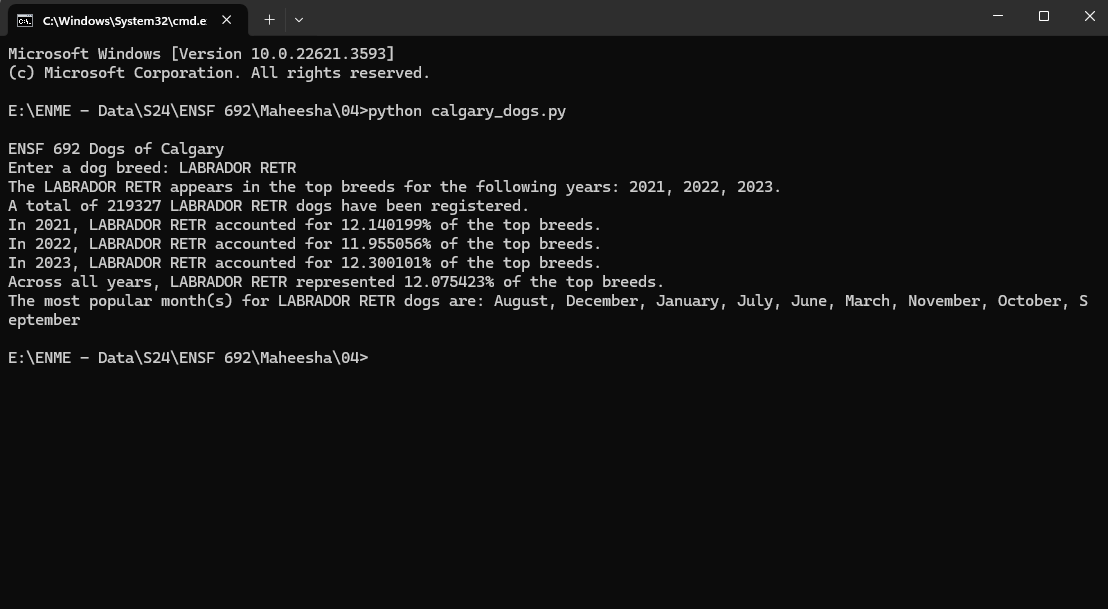 C:\Windows\System32\cmd.e
Microsoft Windows [Version 10.0.22621.3593]
(c) Microsoft Corporation. All rights reserved.
E:\ENME - Data\S24\ENSF 692\Maheesha\04>python calgary_dogs.py
ENSF 692 Dogs of Calgary
Enter a dog breed: LABRADOR RETR
The LABRADOR RETR appears in the top breeds for the following years: 2021, 2022, 2023.
A total of 219327 LABRADOR RETR dogs have been registered.
In 2021, LABRADOR RETR accounted for 12.140199% of the top breeds.
In 2022, LABRADOR RETR accounted for 11.955056% of the top breeds.
In 2023, LABRADOR RETR accounted for 12.300101% of the top breeds.
Across all years, LABRADOR RETR represented 12.075423% of the top breeds.
The most popular month(s) for LABRADOR RETR dogs are: August, December, January, July, June, March, November, October, S
eptember
E:\ENME - Data\S24\ENSF 692\Maheesha\04>